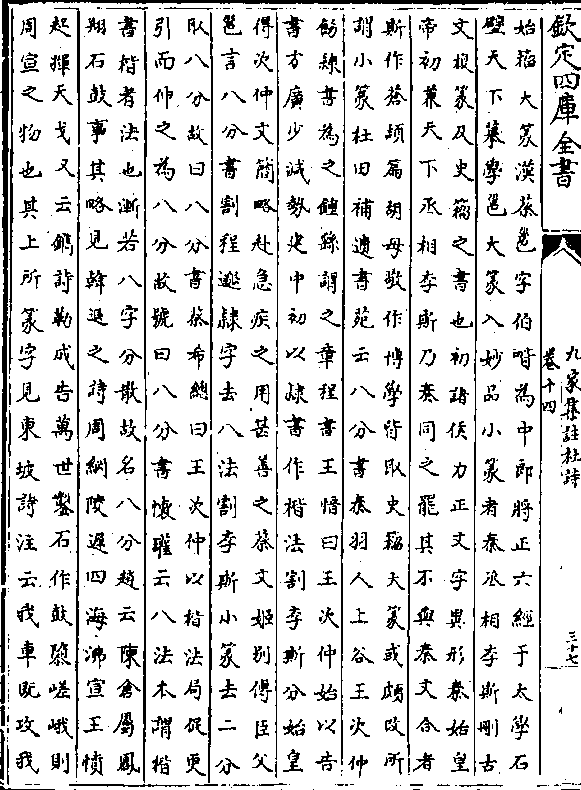 欽定四庫全書
九家集註杜詩
卷十四
三十七
始籀大篆漢蔡邕字伯喈為中郎將正六經于太學石
壁天下摹學邕大篆入妙品小篆者秦丞相李斯刪古
文根篆及史籀之書也初諸侯力正文字異形秦始皇
帝初兼天下丞相李斯乃奏同之罷其不與秦文合者
斯作蒼頡篇胡母敬作博學皆取史籀大篆或頗改所
謂小篆杜田補遺書苑云八分書秦羽人上谷王次仲
飾隸書為之鍾繇謂之章程書王愔曰王次仲始以古
書方廣少減勢建中初以隸書作楷法割李斯分始皇
得次仲文簡略赴急疾之用甚善之蔡文姬別傳臣父
邕言八分書割程邈隸字去八法割李斯小篆去二分
取八分故曰八分書蔡希總曰王次仲以楷法局促更
引而伸之為八分故號曰八分書懷瓘云八法本謂楷
書楷者法也漸若八字分散故名八分趙云陳倉屬鳳
翔石鼓事其略見韓退之詩周綱陵遲四海沸宣王憤
起揮天戈又云鐫詩勒成告萬世鑿石作鼓隳嵯峨則
周宣之物也其上所篆字見東坡詩注云我車既攻我